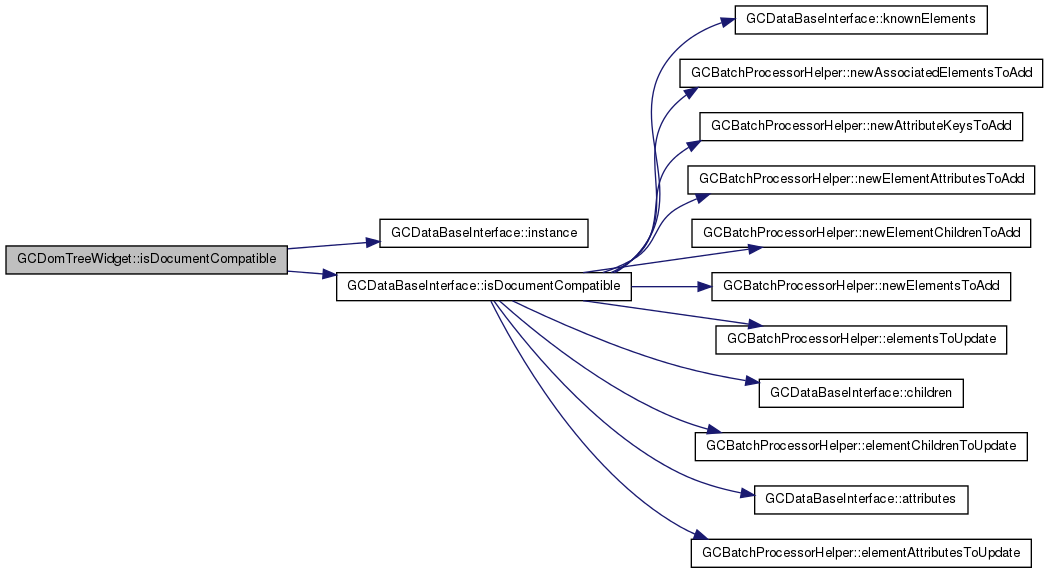 GCDomTreeWidget::isDocumentCompatible
GCDataBaseInterface::instance
GCDataBaseInterface::isDocumentCompatible
GCDataBaseInterface::knownElements
GCBatchProcessorHelper::newAssociatedElementsToAdd
GCBatchProcessorHelper::newAttributeKeysToAdd
GCBatchProcessorHelper::newElementAttributesToAdd
GCBatchProcessorHelper::newElementChildrenToAdd
GCBatchProcessorHelper::newElementsToAdd
GCBatchProcessorHelper::elementsToUpdate
GCDataBaseInterface::children
GCBatchProcessorHelper::elementChildrenToUpdate
GCDataBaseInterface::attributes
GCBatchProcessorHelper::elementAttributesToUpdate